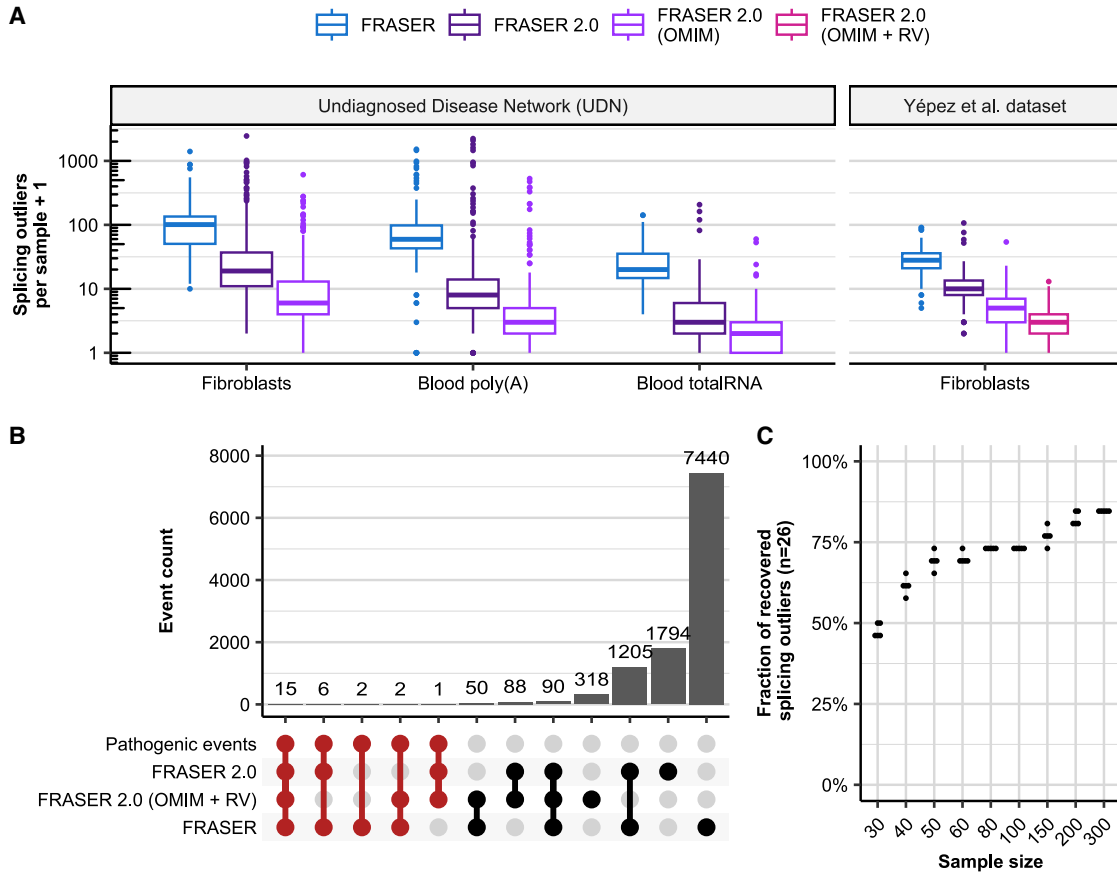 A
FRASER
FRASER 2.0
FRASER 2.0
(OMIM)
FRASER 2.0
(OMIM + RV)
Undiagnosed Disease Network (UDN)
Yépez et al. dataset
Splicing outliers
per sample + 1
1000
100
10
1
Fibroblasts
Blood poly(A)
Blood totalRNA
Fibroblasts
B
Event count
8000
6000
4000
2000
0
15
6
2
2
1
50
88
90
318
1205
1794
7440
Pathogenic events
FRASER 2.0
FRASER 2.0 (OMIM + RV)
FRASER
C
Fraction of recovered
splicing outliers (n=26)
100%
75%
50%
25%
0%
30
40
50
60
80
100
150
200
300
Sample size